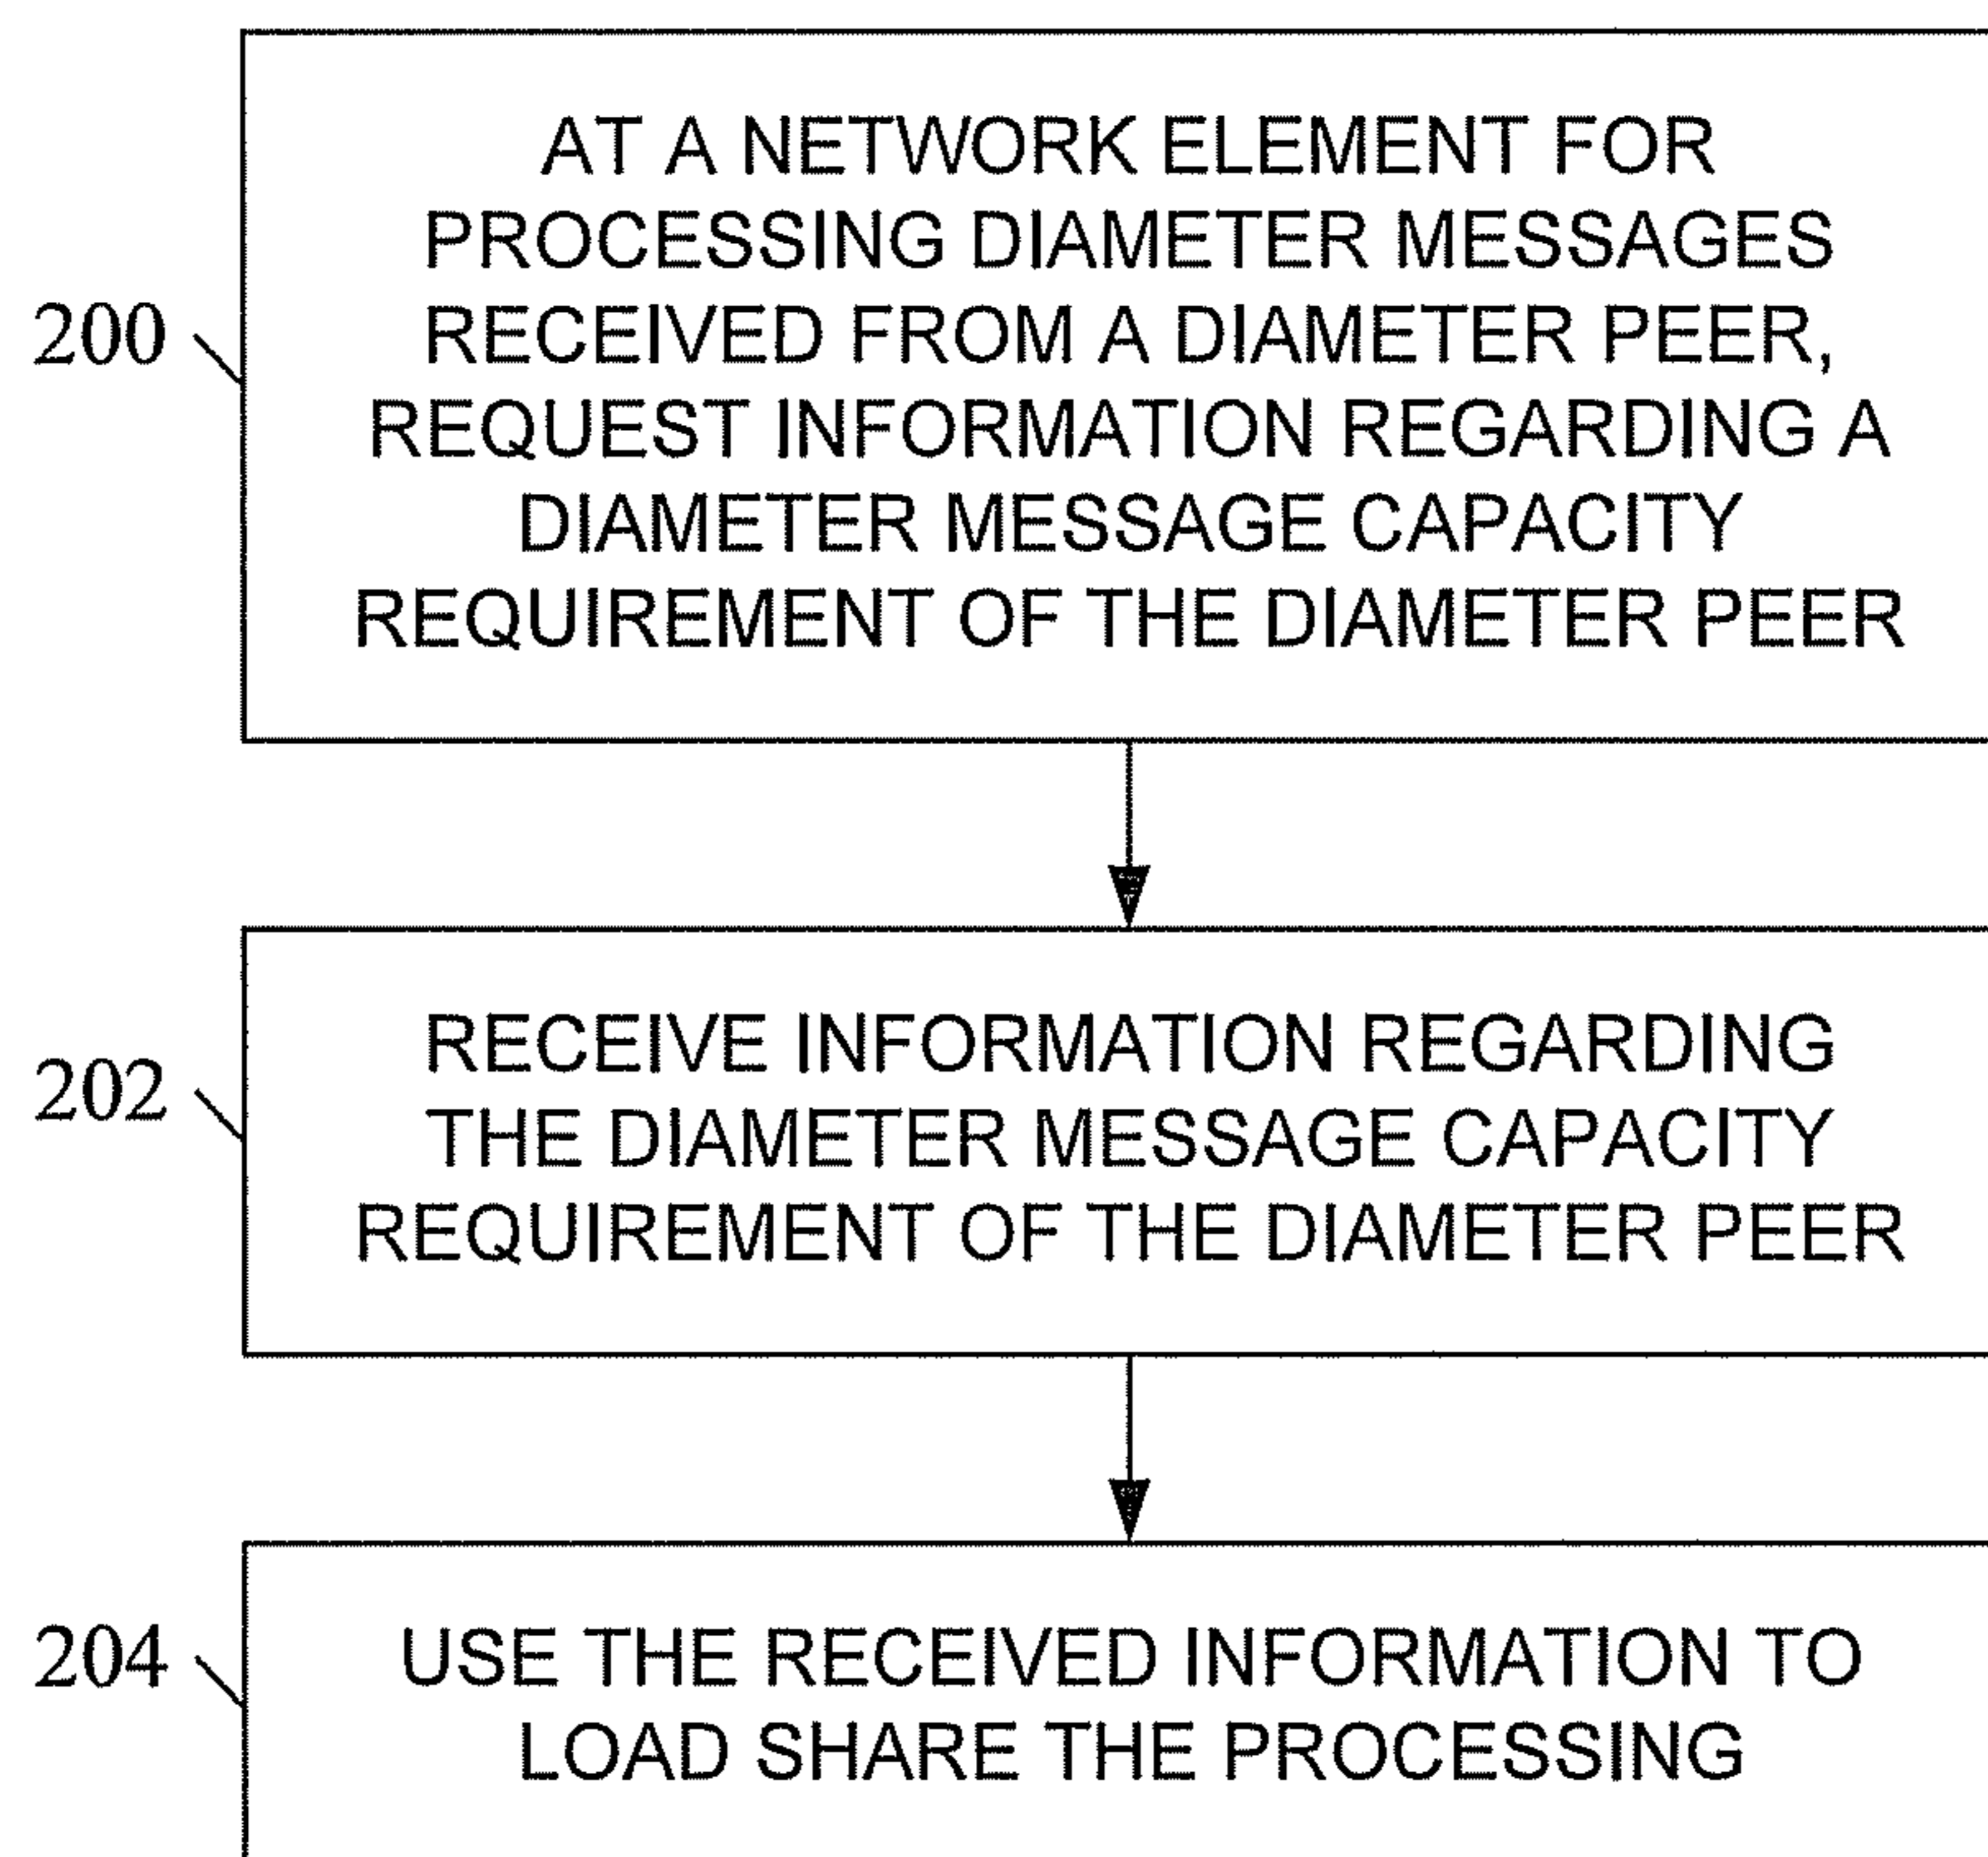 AT A NETWORK ELEMENT FOR
PROCESSING DIAMETER MESSAGES
200
RECEIVED FROM A DIAMETER PEER,
REQUEST INFORMATION REGARDING A
DIAMETER MESSAGE CAPACITY
REQUIREMENT OF THE DIAMETER PEER
RECEIVE INFORMATION REGARDING
202
THE DIAMETER MESSAGE CAPACITY
REQUIREMENT OF THE DIAMETER PEER
204
USE THE RECEIVED INFORMATION TO
LOAD SHARE THE PROCESSING